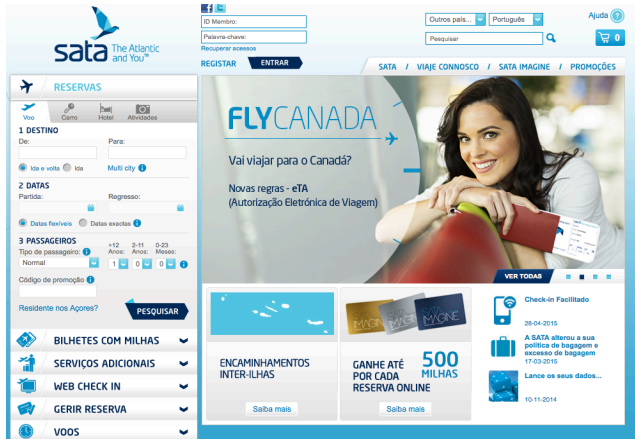 sata The Atlantic
and You™
ID Membro:
Palavra-chave:
Recuperar acessos
REGISTAR ENTRAR
Outros país... Português Ajuda ?
Pesquisar 0
SATA / VIAJE CONNOSCO / SATA IMAGINE / PROMOÇÕES
RESERVAS
Voo Carro Hotel Atividades
1 DESTINO
De: Para:
Ida e volta Ida Multi city i
2 DATAS
Partida: Regresso:
Datas flexíveis Datas exactas i
3 PASSAGEIROS
Tipo de passageiro: i
+12 Anos: 2-11 Anos: 0-23 Meses:
Normal 1 0 0 i
Código de promoção i
Residente nos Açores? PESQUISAR
BILHETES COM MILHAS
SERVIÇOS ADICIONAIS
WEB CHECK IN
GERIR RESERVA
VOOS
FLYCANADA
Vai viajar para o Canadá?
Novas regras - eTA
(Autorização Eletrónica de Viagem)
VER TODAS
ENCAMINHAMENTOS
INTER-ILHAS
Saiba mais
IMAGINE IMAGINE IMAGINE
GANHE ATÉ 500
POR CADA MILHAS
RESERVA ONLINE
Saiba mais
Check-in Facilitado
28-04-2015
A SATA alterou a sua
política de bagagem e
excesso de bagagem
17-03-2015
Lance os seus dados...
10-11-2014